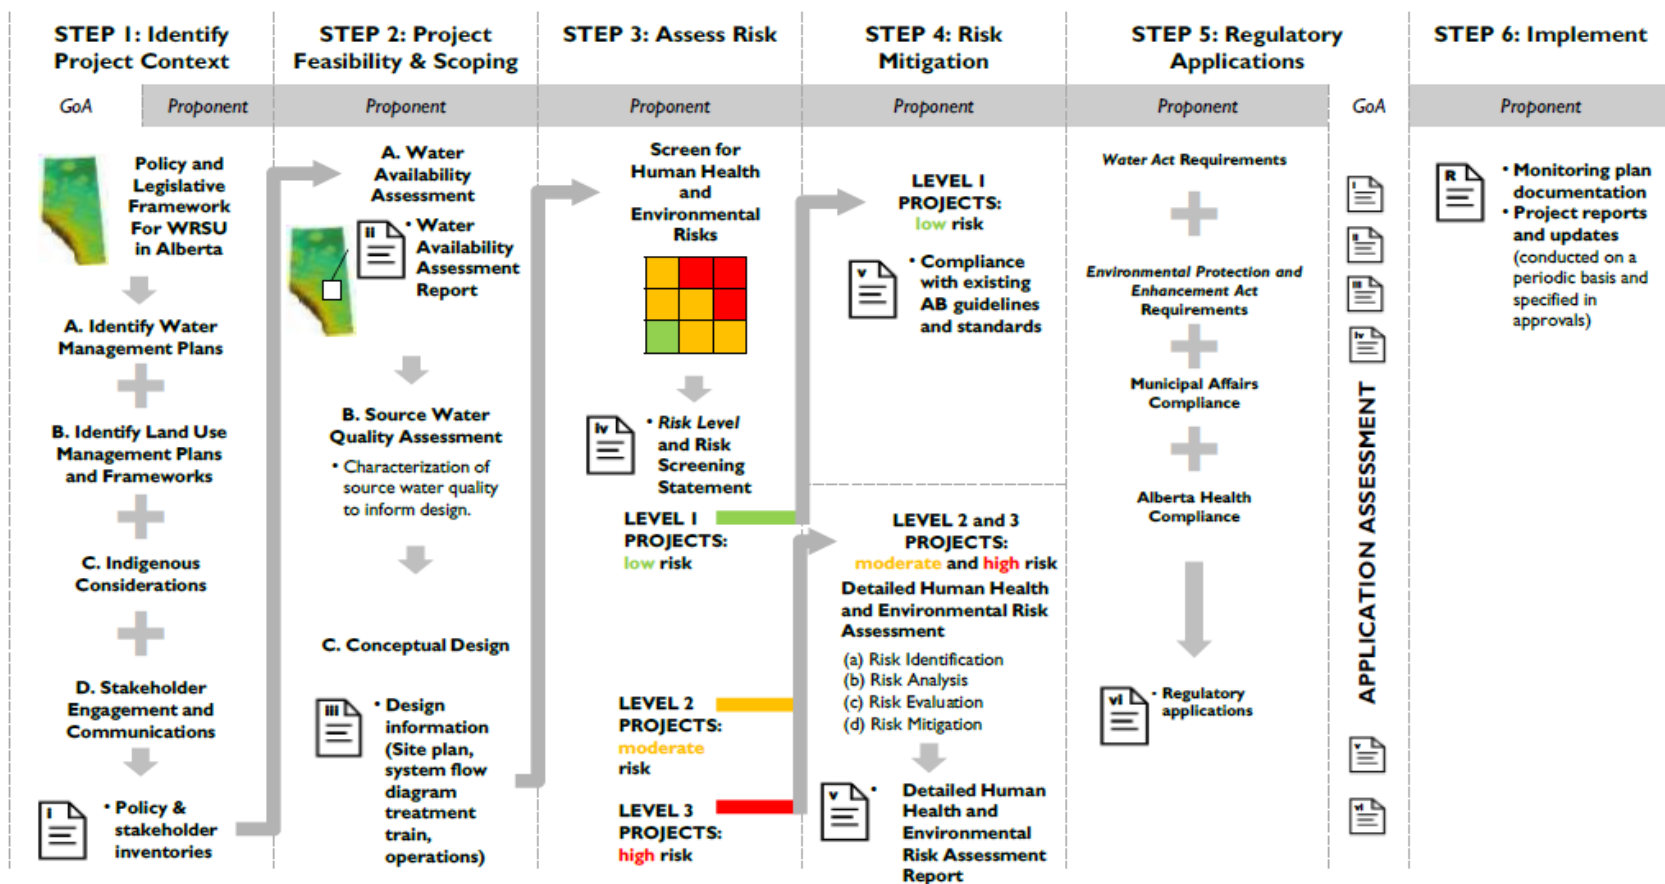 STEP 1: Identify
Project Context
GoA
Proponent
Policy and
Legislative
Framework
For WRSU
in Alberta
A. Identify Water
Management Plans
B. Identify Land Use
Management Plans
and Frameworks
C. Indigenous
Considerations
D. Stakeholder
Engagement and
Communications
i
• Policy &
stakeholder
inventories
STEP 2: Project
Feasibility & Scoping
Proponent
A. Water
Availability
Assessment
ii
• Water
Availability
Assessment
Report
B. Source Water
Quality Assessment
• Characterization of
source water quality
to inform design.
C. Conceptual Design
iii
• Design
information
(Site plan,
system flow
diagram
treatment
train,
operations)
STEP 3: Assess Risk
Proponent
Screen for
Human Health
and
Environmental
Risks
iv
• Risk Level
and Risk
Screening
Statement
LEVEL 1
PROJECTS:
low risk
LEVEL 2
PROJECTS:
moderate
risk
LEVEL 3
PROJECTS:
high risk
STEP 4: Risk
Mitigation
Proponent
LEVEL 1
PROJECTS:
low risk
v
• Compliance
with existing
AB guidelines
and standards
LEVEL 2 and 3
PROJECTS:
moderate and high risk
Detailed Human Health
and Environmental Risk
Assessment
(a) Risk Identification
(b) Risk Analysis
(c) Risk Evaluation
(d) Risk Mitigation
v
• Detailed Human
Health and
Environmental
Risk Assessment
Report
STEP 5: Regulatory
Applications
Proponent
Water Act Requirements
Environmental Protection and
Enhancement Act
Requirements
Municipal Affairs
Compliance
Alberta Health
Compliance
vi
• Regulatory
applications
GoA
i
ii
iii
iv
APPLICATION ASSESSMENT
v
vi
STEP 6: Implement
Proponent
R
• Monitoring plan
documentation
• Project reports
and updates
(conducted on a
periodic basis and
specified in
approvals)